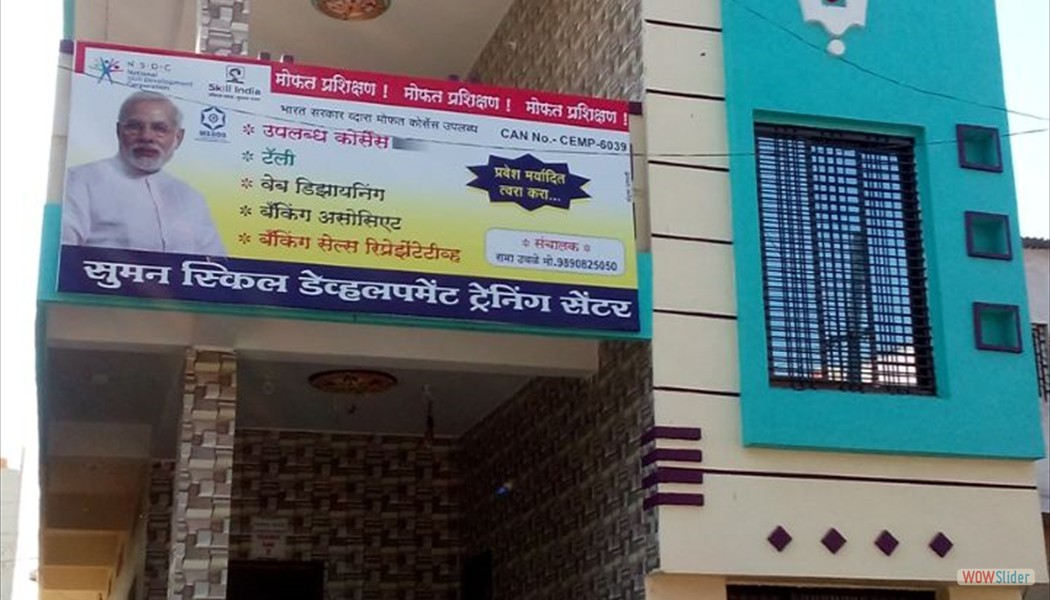 N·S·D·C
National
Skill Development
Corporation
Skill India
मोफत प्रशिक्षण ! मोफत प्रशिक्षण ! मोफत प्रशिक्षण !
भारत सरकार व्दारा मोफत कोर्सेस उपलब्ध
CAN No.- CEMP-6039
* उपलब्ध कोर्सेस
* टॅली
* वेब डिझायनिंग
* बँकिंग असोसिएट
* बँकिंग सेल्स रिप्रेझेंटेटीव्ह
प्रवेश मर्यादित
त्वरा करा...
* संचालक *
रामा उबाळे मो.9890825050
सुमन स्किल डेव्हलपमेंट ट्रेनिंग सेंटर
WOWSlider